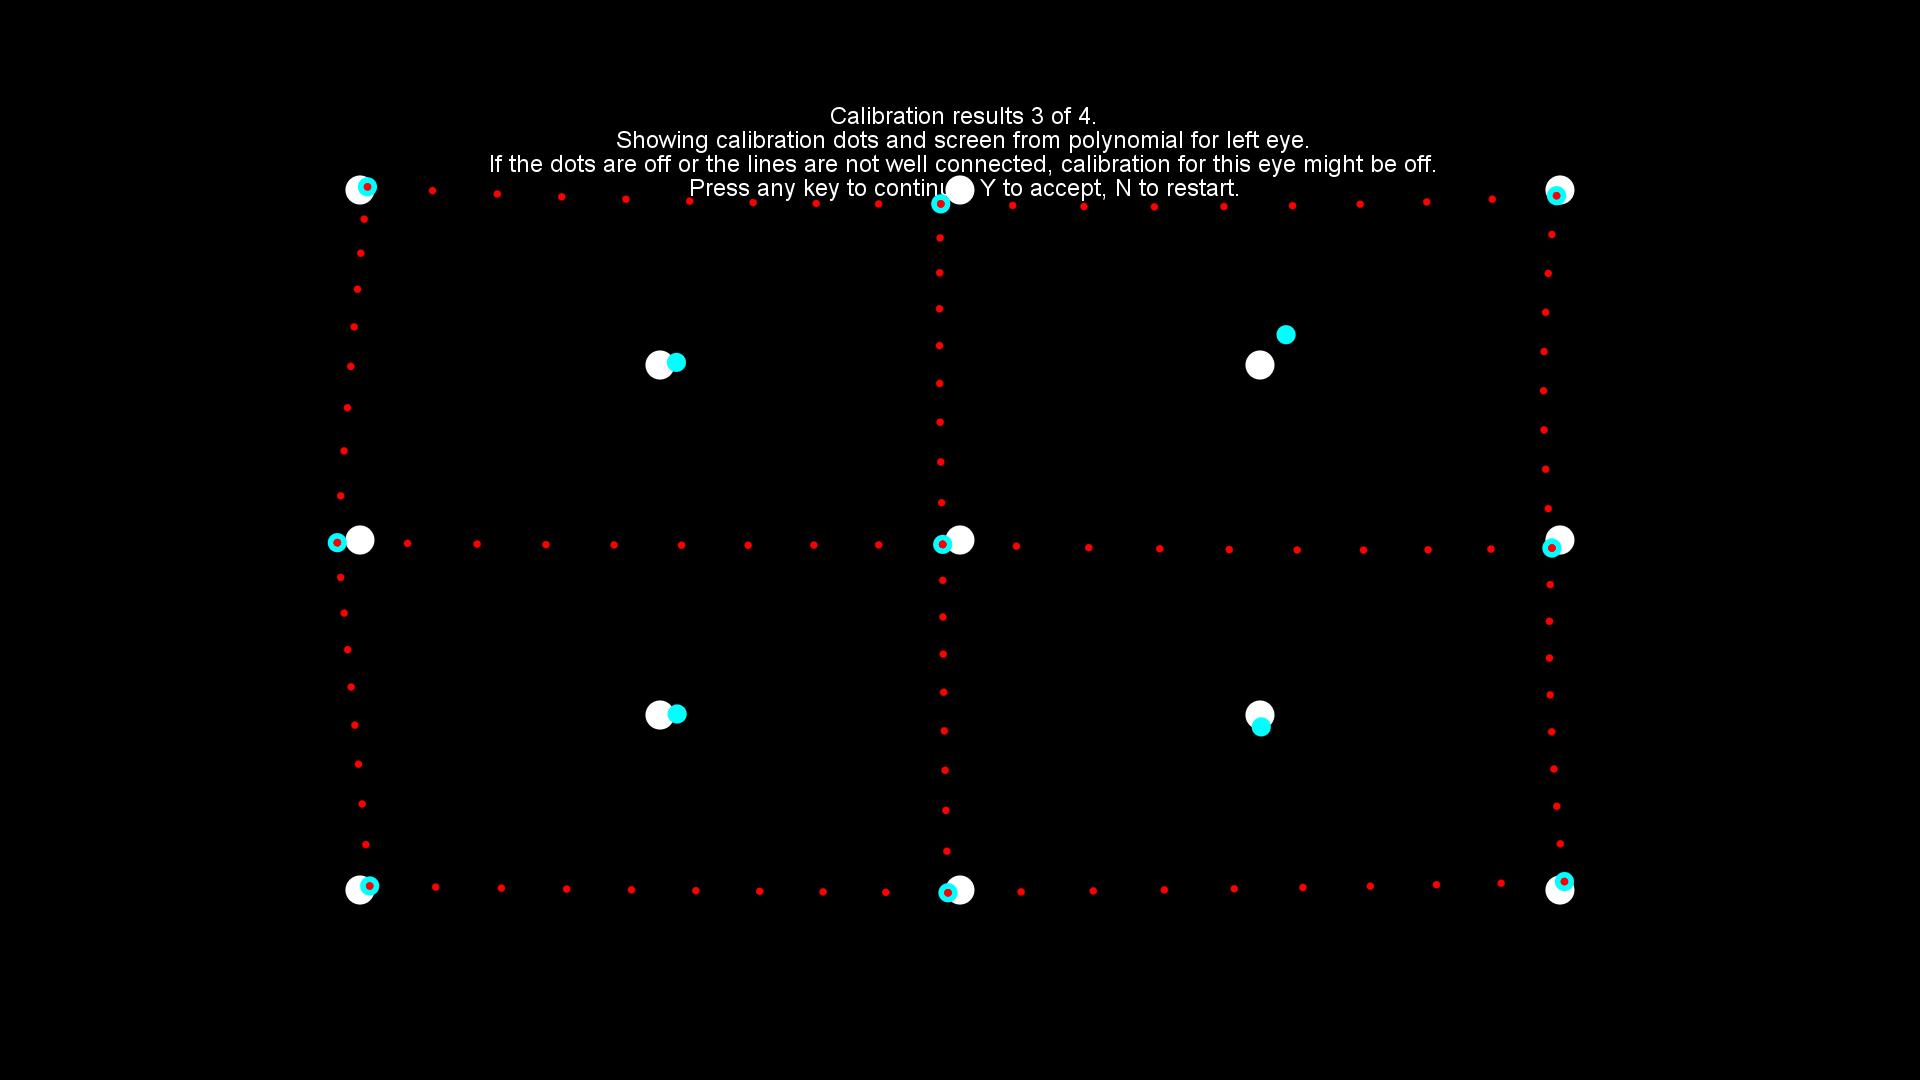 Calibration results 3 of 4.
Showing calibration dots and screen from polynomial for left eye.
If the dots are off or the lines are not well connected, calibration for this eye might be off.
Press any key to continu Y to accept, N to restart.